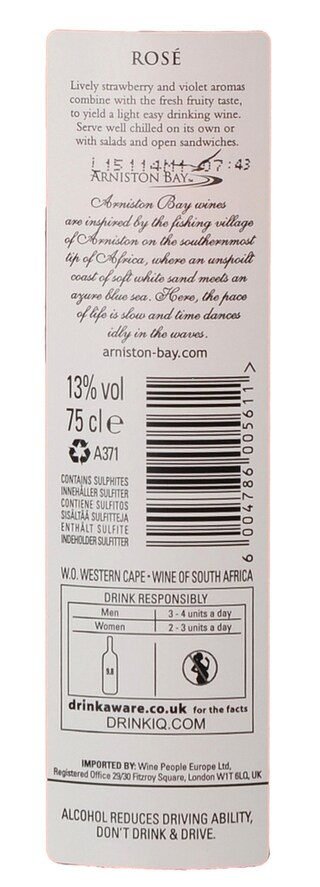 ROSÉ
Lively strawberry and violet aromas
combine with the fresh fruity taste,
to yield a light easy drinking wine.
Serve well chilled on its own or
with salads and open sandwiches.
07:43
ARNISTON BAY
Arniston Bay wines
are inspired by the fishing village
of Arniston on the southernmost
tip of Africa, where an unspoilt
coast of soft white sand meets an
azure blue sea. Here, the pace
of life is slow and time dances
idly in the waves.
arniston-bay.com
13% vol
75 cl e
A371
CONTAINS SULPHITES
INNEHÅLLER SULFITER
CONTIENE SULFITOS
SISÄLTÄÄ SULFIITTEJA
ENTHÄLT SULFITE
INDEHOLDER SULFITTER
6 004786 005611 >
W.O. WESTERN CAPE • WINE OF SOUTH AFRICA
DRINK RESPONSIBLY
Men 3 - 4 units a day
Women 2 - 3 units a day
9.8
drinkaware.co.uk for the facts
DRINKIQ.COM
IMPORTED BY: Wine People Europe Ltd,
Registered Office 29/30 Fitzroy Square, London W1T 6LQ, UK
ALCOHOL REDUCES DRIVING ABILITY,
DON'T DRINK & DRIVE.